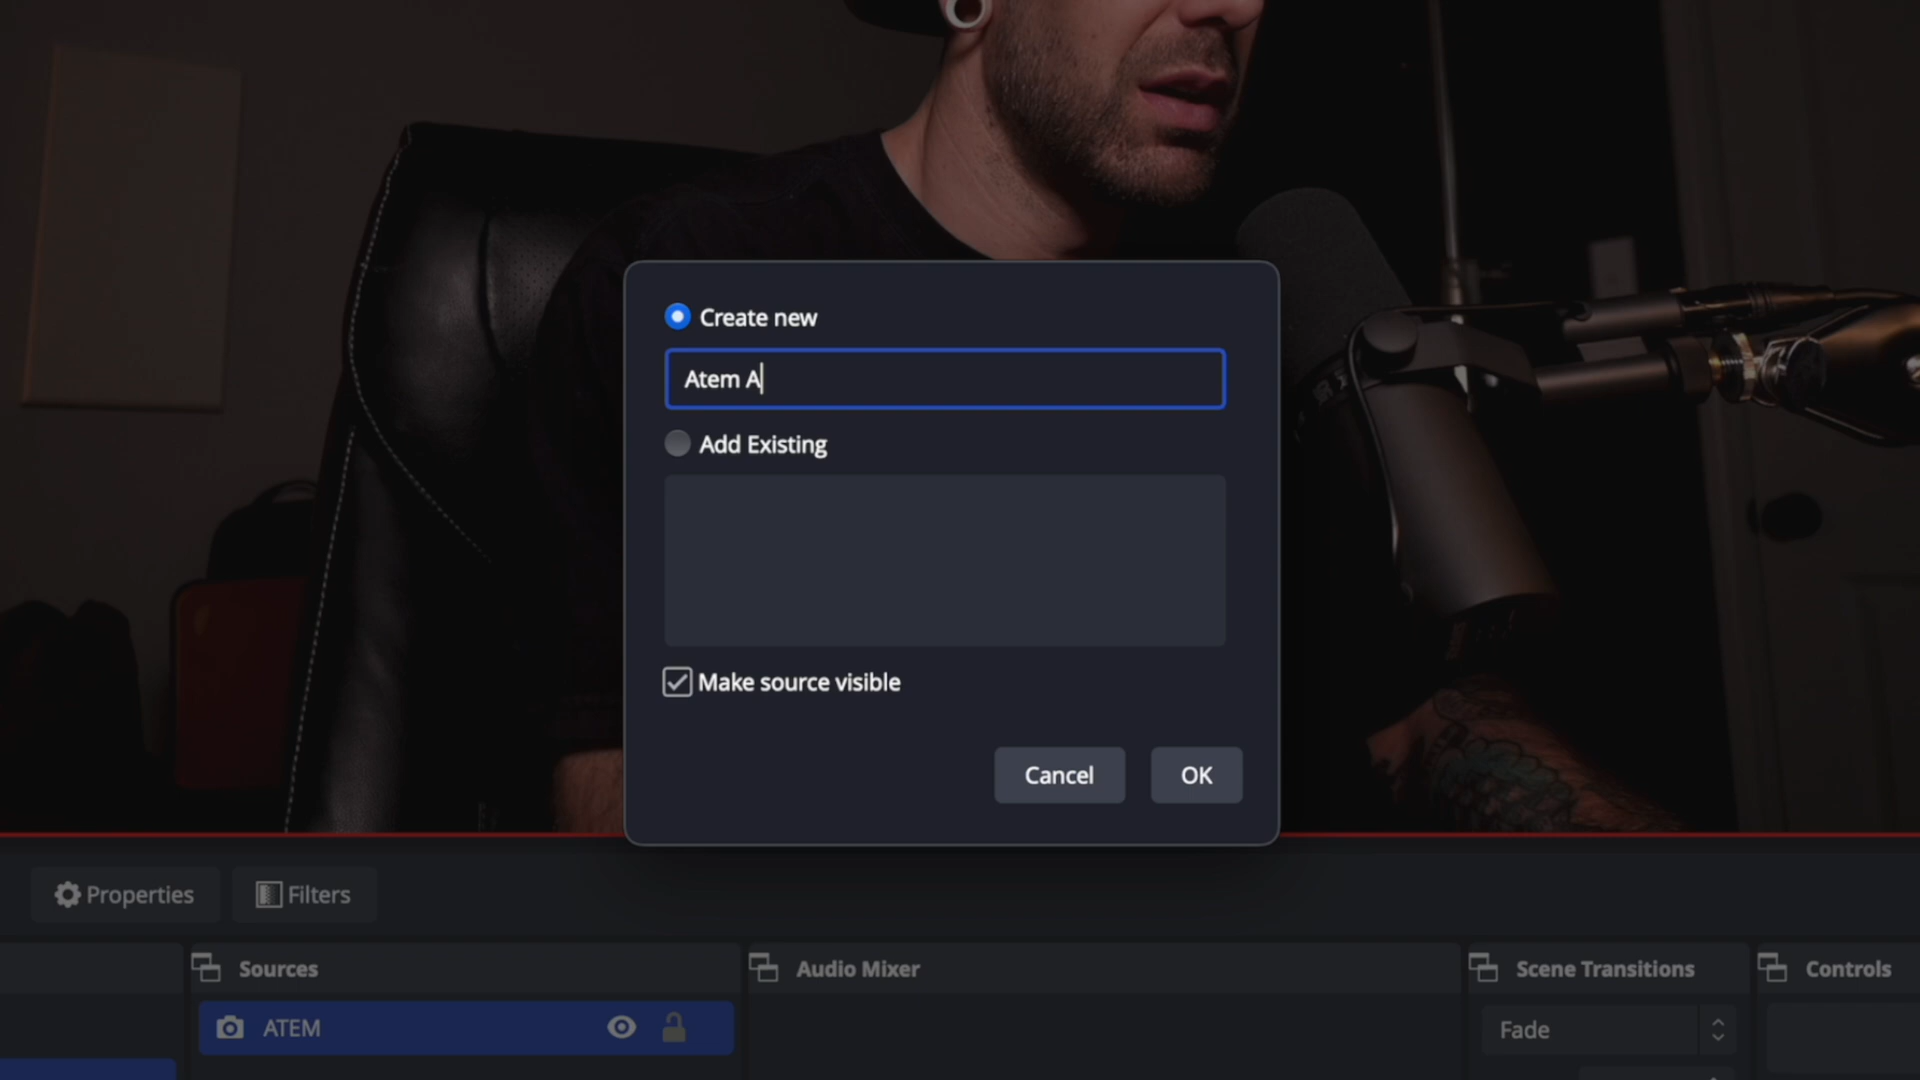 Create new
Atem A
Add Existing
Make source visible
Cancel OK
Properties Filters
Sources Audio Mixer Scene Transitions Controls
ATEM Fade